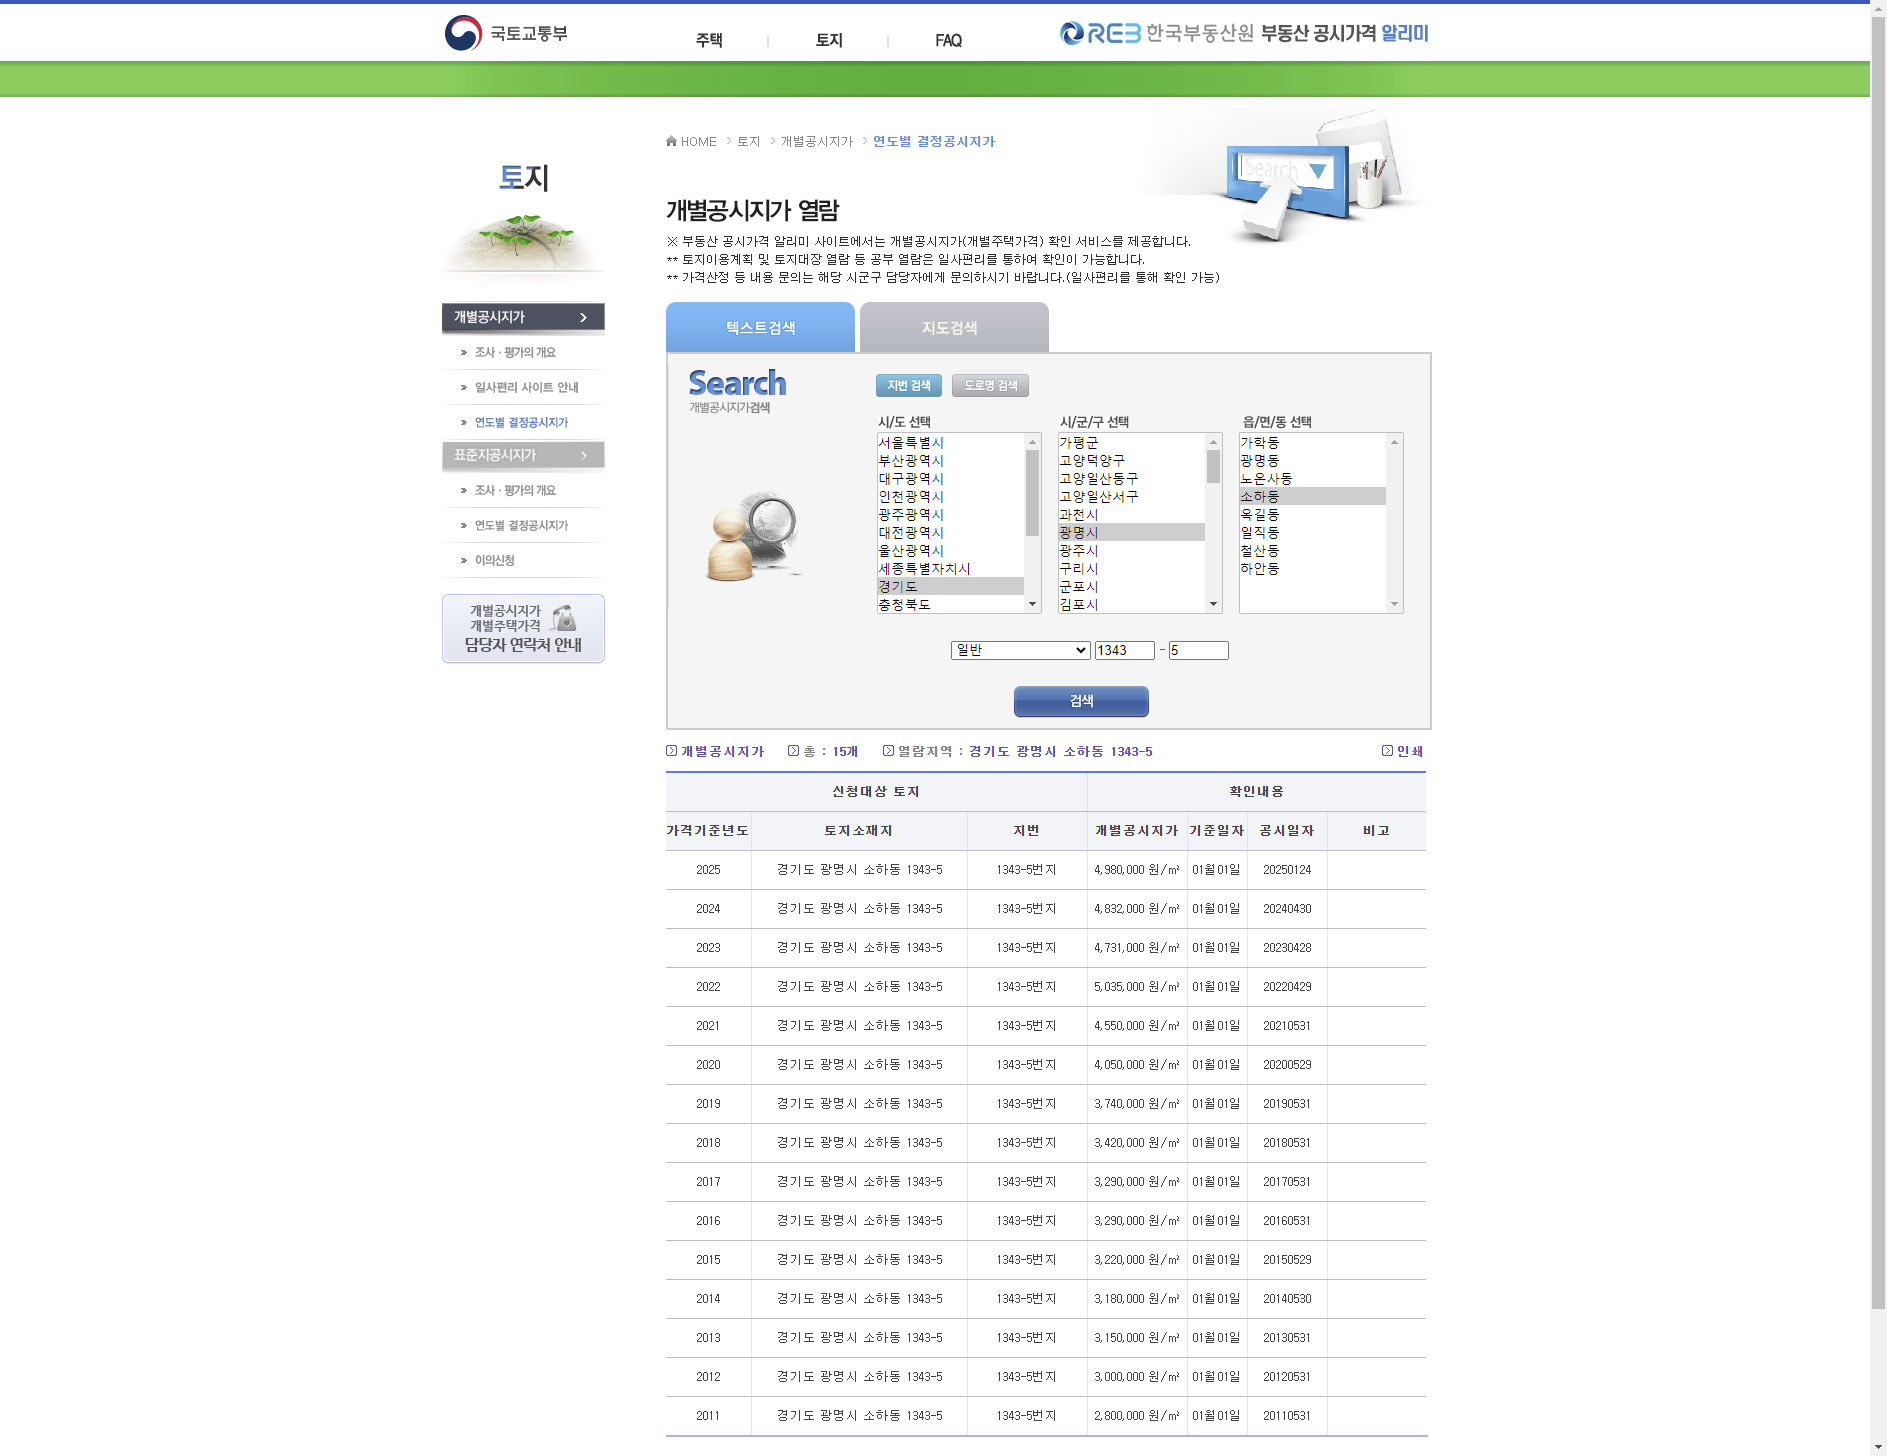 국토교통부
주택
토지
FAQ
REB 한국부동산원 부동산 공시가격 알리미
HOME > 토지 > 개별공시지가 > 연도별 결정공시지가
Search
토지
개별공시지가
조사 · 평가의 개요
일사편리 사이트 안내
연도별 결정공시지가
표준지공시지가
조사 · 평가의 개요
연도별 결정공시지가
이의신청
개별공시지가
개별주택가격
담당자 연락처 안내
개별공시지가 열람
※ 부동산 공시가격 알리미 사이트에서는 개별공시지가(개별주택가격) 확인 서비스를 제공합니다.
** 토지이용계획 및 토지대장 열람 등 공부 열람은 일사편리를 통하여 확인이 가능합니다.
** 가격산정 등 내용 문의는 해당 시군구 담당자에게 문의하시기 바랍니다.(일사편리를 통해 확인 가능)
텍스트검색 지도검색
Search
개별공시지가검색
지번 검색 도로명 검색
시/도 선택
서울특별시
부산광역시
대구광역시
인천광역시
광주광역시
대전광역시
울산광역시
세종특별자치시
경기도
충청북도
시/군/구 선택
가평군
고양덕양구
고양일산동구
고양일산서구
과천시
광명시
광주시
구리시
군포시
김포시
읍/면/동 선택
가학동
광명동
노온사동
소하동
옥길동
일직동
철산동
하안동
일반 1343 - 5
검색
개별공시지가 총 : 15개 열람지역 : 경기도 광명시 소하동 1343-5 인쇄
신청대상 토지 확인내용
가격기준년도 토지소재지 지번 개별공시지가 기준일자 공시일자 비고
2025 경기도 광명시 소하동 1343-5 1343-5번지 4,980,000 원/㎡ 01월01일 20250124
2024 경기도 광명시 소하동 1343-5 1343-5번지 4,832,000 원/㎡ 01월01일 20240430
2023 경기도 광명시 소하동 1343-5 1343-5번지 4,731,000 원/㎡ 01월01일 20230428
2022 경기도 광명시 소하동 1343-5 1343-5번지 5,035,000 원/㎡ 01월01일 20220429
2021 경기도 광명시 소하동 1343-5 1343-5번지 4,550,000 원/㎡ 01월01일 20210531
2020 경기도 광명시 소하동 1343-5 1343-5번지 4,050,000 원/㎡ 01월01일 20200529
2019 경기도 광명시 소하동 1343-5 1343-5번지 3,740,000 원/㎡ 01월01일 20190531
2018 경기도 광명시 소하동 1343-5 1343-5번지 3,420,000 원/㎡ 01월01일 20180531
2017 경기도 광명시 소하동 1343-5 1343-5번지 3,290,000 원/㎡ 01월01일 20170531
2016 경기도 광명시 소하동 1343-5 1343-5번지 3,290,000 원/㎡ 01월01일 20160531
2015 경기도 광명시 소하동 1343-5 1343-5번지 3,220,000 원/㎡ 01월01일 20150529
2014 경기도 광명시 소하동 1343-5 1343-5번지 3,180,000 원/㎡ 01월01일 20140530
2013 경기도 광명시 소하동 1343-5 1343-5번지 3,150,000 원/㎡ 01월01일 20130531
2012 경기도 광명시 소하동 1343-5 1343-5번지 3,000,000 원/㎡ 01월01일 20120531
2011 경기도 광명시 소하동 1343-5 1343-5번지 2,800,000 원/㎡ 01월01일 20110531